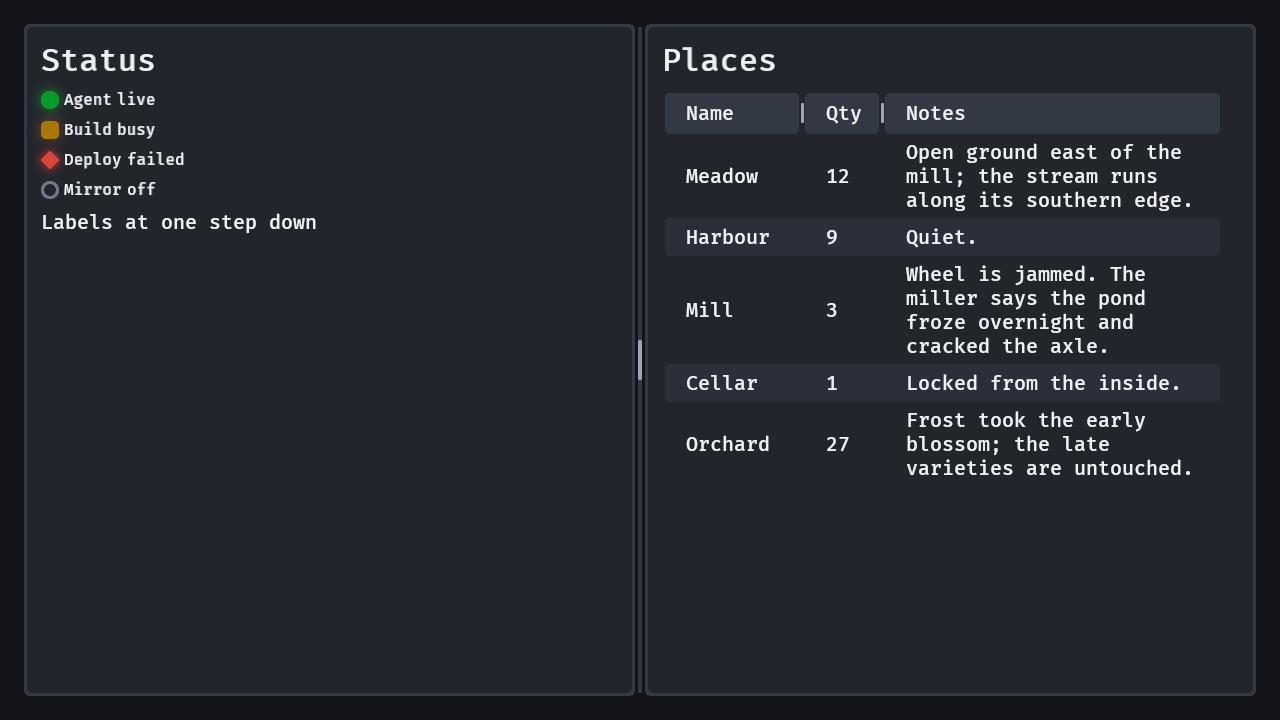 Status
Agent live
Build busy
Deploy failed
Mirror off
Labels at one step down
Places
Name Qty Notes
Meadow 12 Open ground east of the
mill; the stream runs
along its southern edge.
Harbour 9 Quiet.
Mill 3 Wheel is jammed. The
miller says the pond
froze overnight and
cracked the axle.
Cellar 1 Locked from the inside.
Orchard 27 Frost took the early
blossom; the late
varieties are untouched.